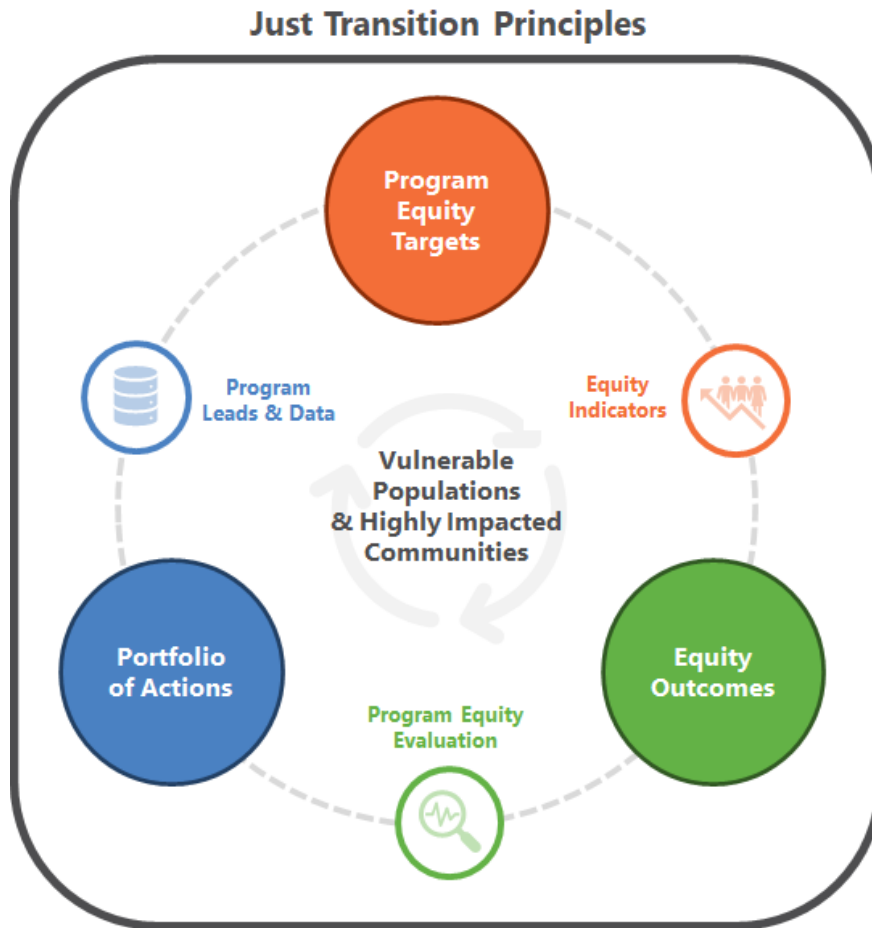 Just Transition Principles
Program
Equity
Targets
Program
Leads & Data
Equity
Indicators
Vulnerable
Populations
& Highly Impacted
Communities
Portfolio
of Actions
Equity
Outcomes
Program Equity
Evaluation